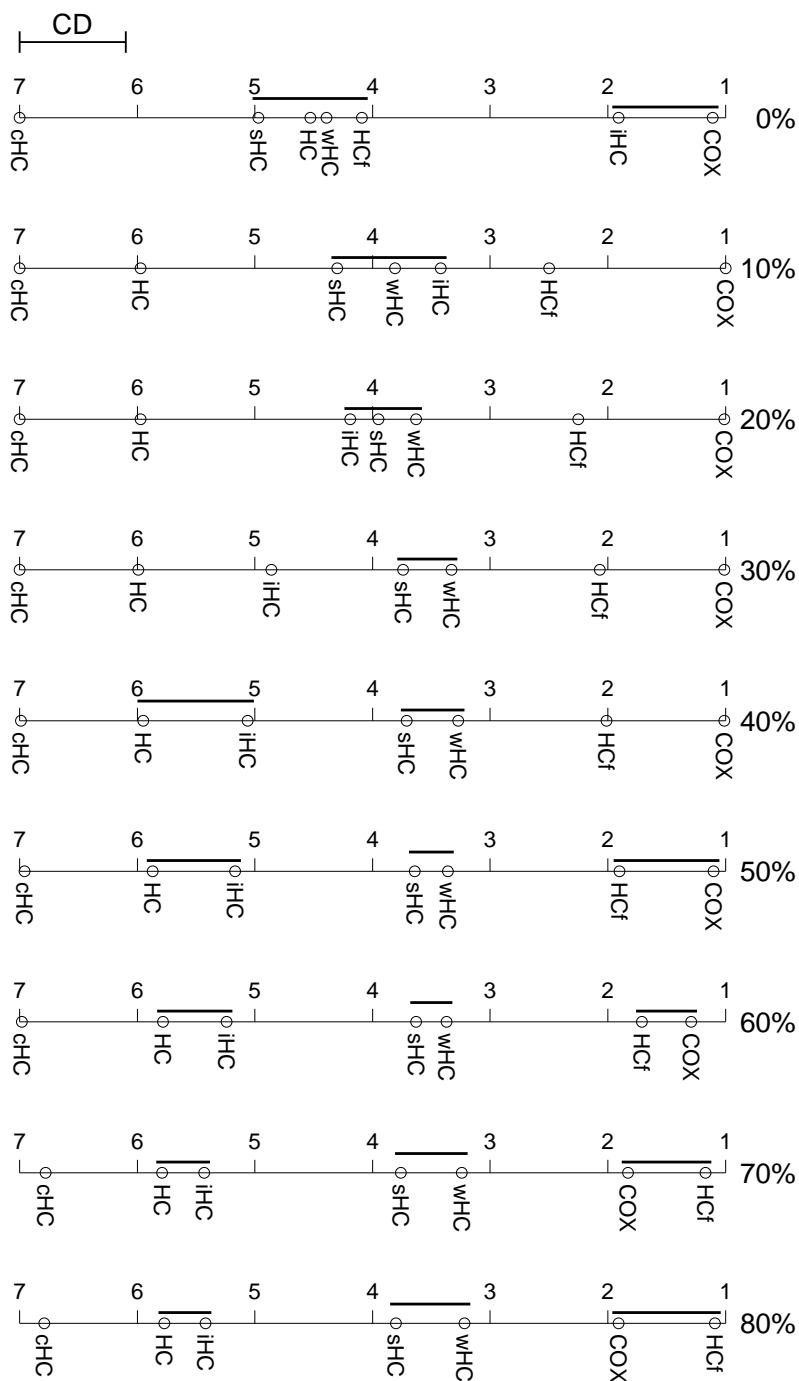 CD
7 6 5 4 3 2 1
0%
cHC sHC HC wHC HCf iHC COX
7 6 5 4 3 2 1
10%
cHC HC sHC wHC iHC HCf COX
7 6 5 4 3 2 1
20%
cHC HC iHC sHC wHC HCf COX
7 6 5 4 3 2 1
30%
cHC HC iHC sHC wHC HCf COX
7 6 5 4 3 2 1
40%
cHC HC iHC sHC wHC HCf COX
7 6 5 4 3 2 1
50%
cHC HC iHC sHC wHC HCf COX
7 6 5 4 3 2 1
60%
cHC HC iHC sHC wHC HCf COX
7 6 5 4 3 2 1
70%
cHC HC iHC sHC wHC COX HCf
7 6 5 4 3 2 1
80%
cHC HC iHC sHC wHC COX HCf